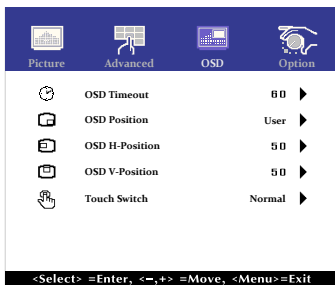 Picture Advanced OSD Option
OSD Timeout 60
OSD Position User
OSD H-Position 50
OSD V-Position 50
Touch Switch Normal
<Select> =Enter, <−,+> =Move, <Menu>=Exit